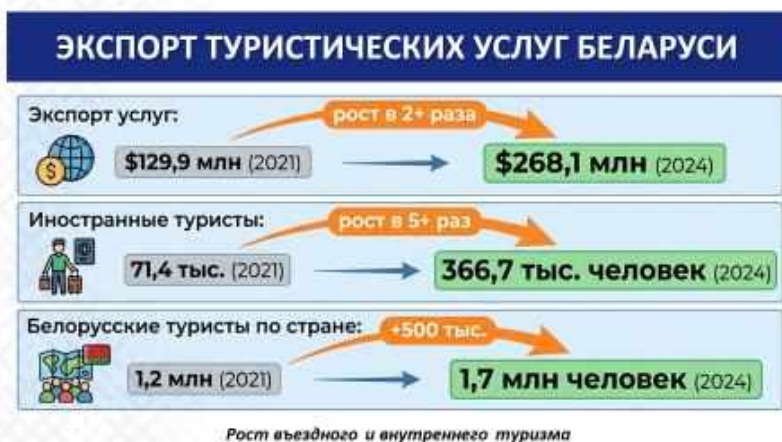 ЭКСПОРТ ТУРИСТИЧЕСКИХ УСЛУГ БЕЛАРУСИ
Экспорт услуг:
рост в 2+ раза
$129,9 млн (2021)
$268,1 млн (2024)
Иностранные туристы:
рост в 5+ раз
71,4 тыс. (2021)
366,7 тыс. человек (2024)
Белорусские туристы по стране:
+500 тыс.
1,2 млн (2021)
1,7 млн человек (2024)
Рост въездного и внутреннего туризма